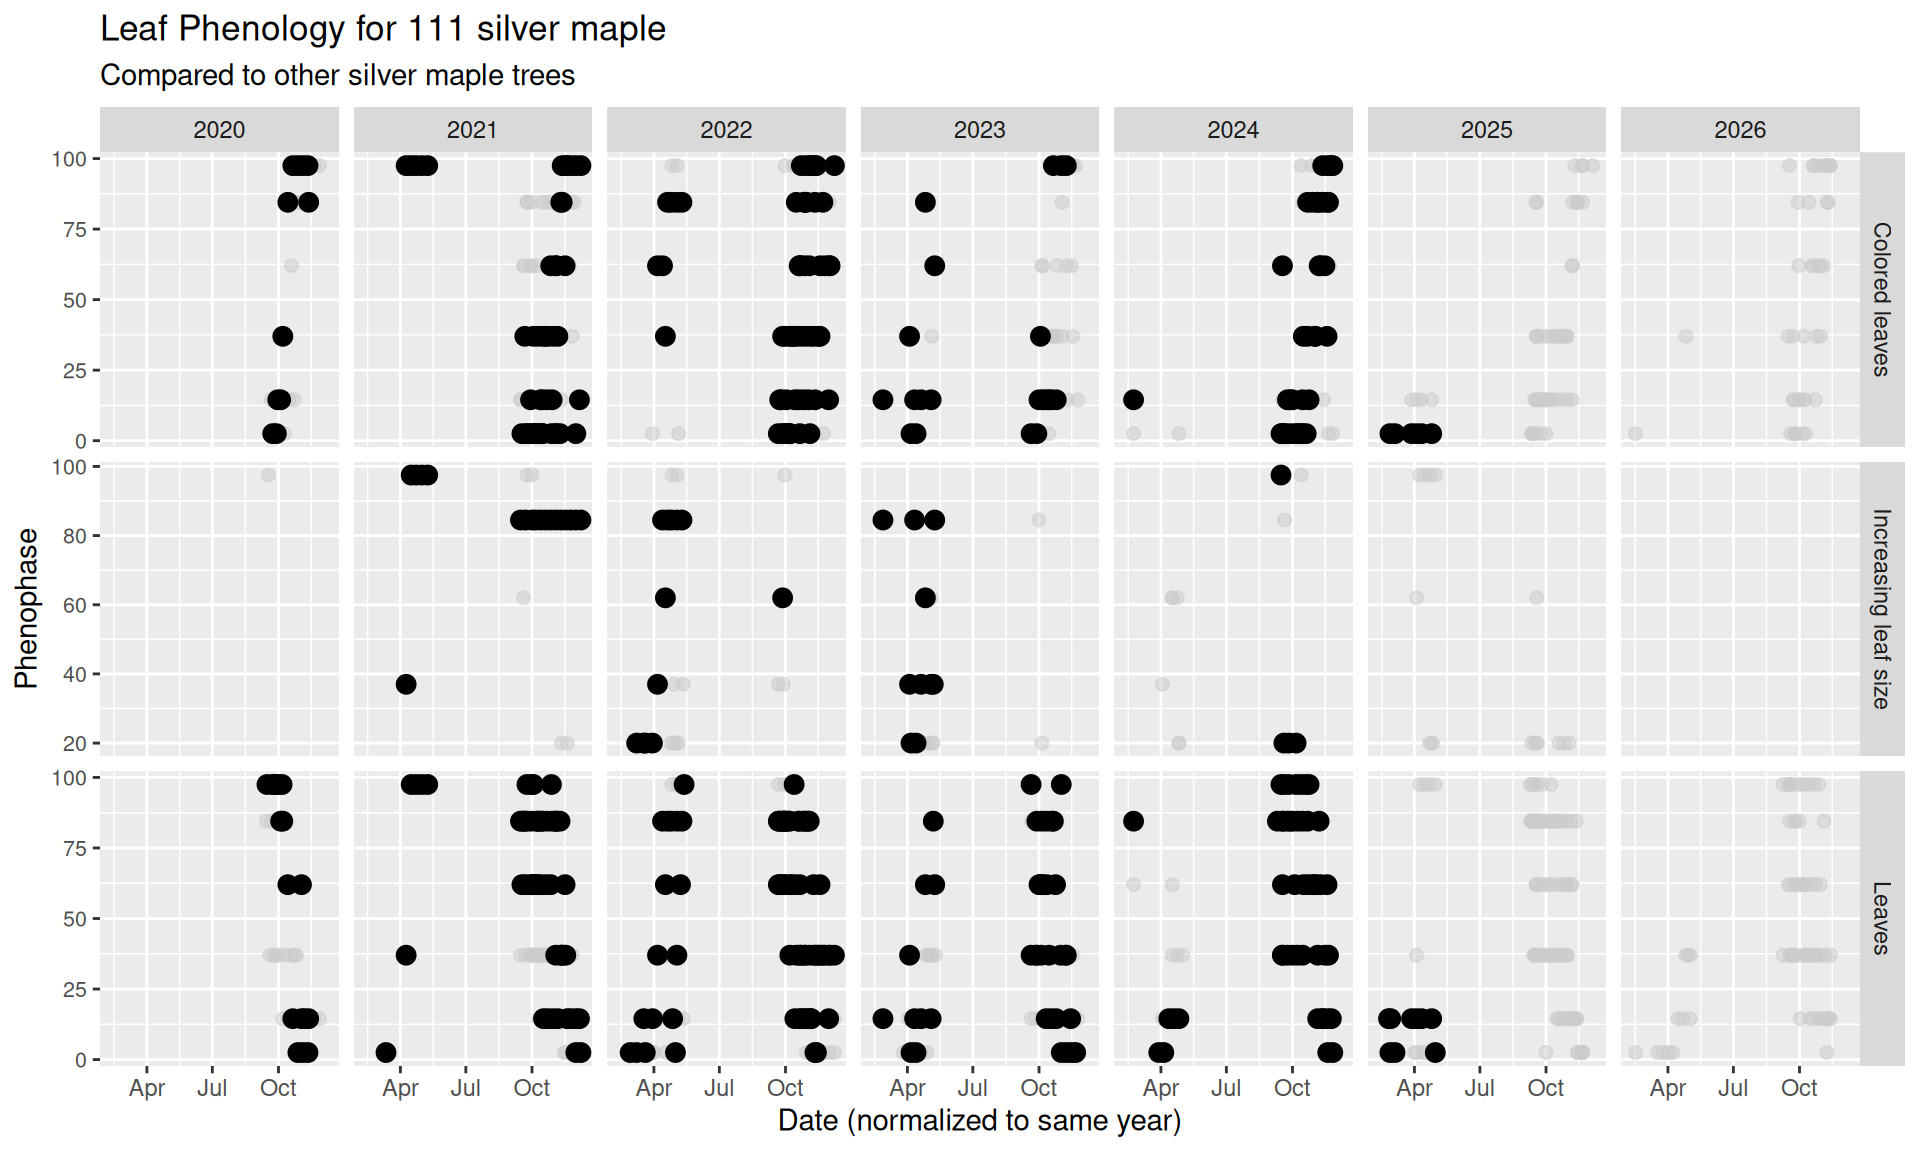 Leaf Phenology for 111 silver maple
Compared to other silver maple trees
2020 2021 2022 2023 2024 2025 2026
100
75
50
25
0
Colored leaves
100
80
60
40
20
Increasing leaf size
100
75
50
25
0
Leaves
Phenophase
Apr Jul Oct Apr Jul Oct Apr Jul Oct Apr Jul Oct Apr Jul Oct Apr Jul Oct Apr Jul Oct
Date (normalized to same year)